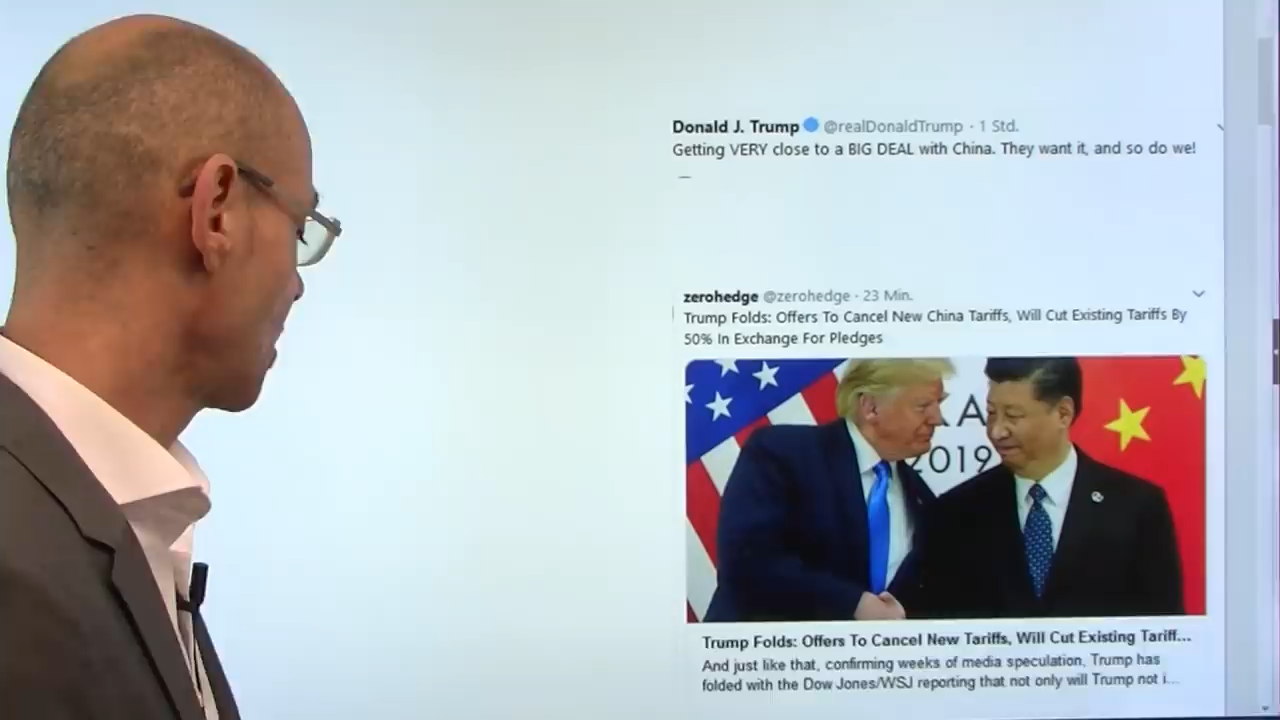 Donald J. Trump @realDonaldTrump · 1 Std.
Getting VERY close to a BIG DEAL with China. They want it, and so do we!
zerohedge @zerohedge · 23 Min.
Trump Folds: Offers To Cancel New China Tariffs, Will Cut Existing Tariffs By
50% In Exchange For Pledges
KA
2019
Trump Folds: Offers To Cancel New Tariffs, Will Cut Existing Tariff...
And just like that, confirming weeks of media speculation, Trump has
folded with the Dow Jones/WSJ reporting that not only will Trump not i...